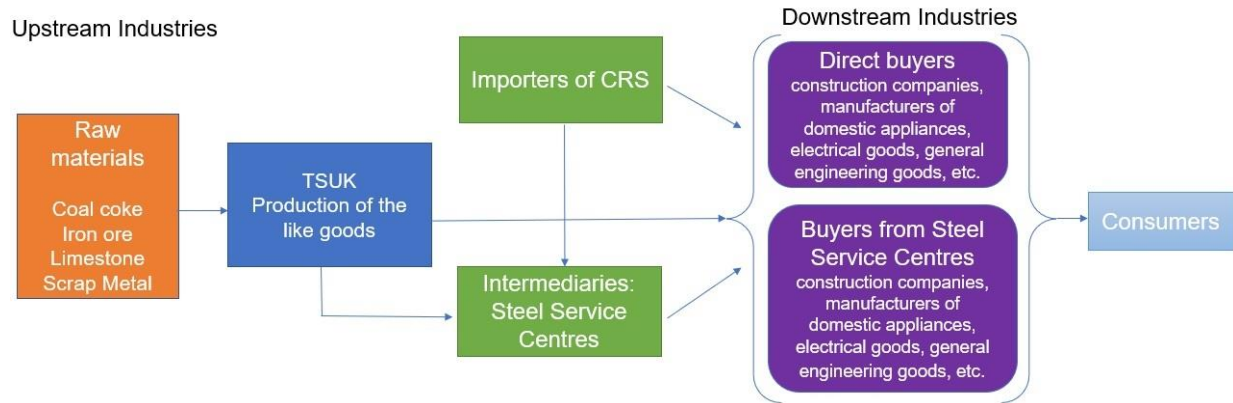 Upstream Industries
Downstream Industries
Raw
materials
Coal coke
Iron ore
Limestone
Scrap Metal
TSUK
Production of the
like goods
Importers of CRS
Intermediaries:
Steel Service
Centres
Direct buyers
construction companies,
manufacturers of
domestic appliances,
electrical goods, general
engineering goods, etc.
Buyers from Steel
Service Centres
construction companies,
manufacturers of
domestic appliances,
electrical goods, general
engineering goods, etc.
Consumers